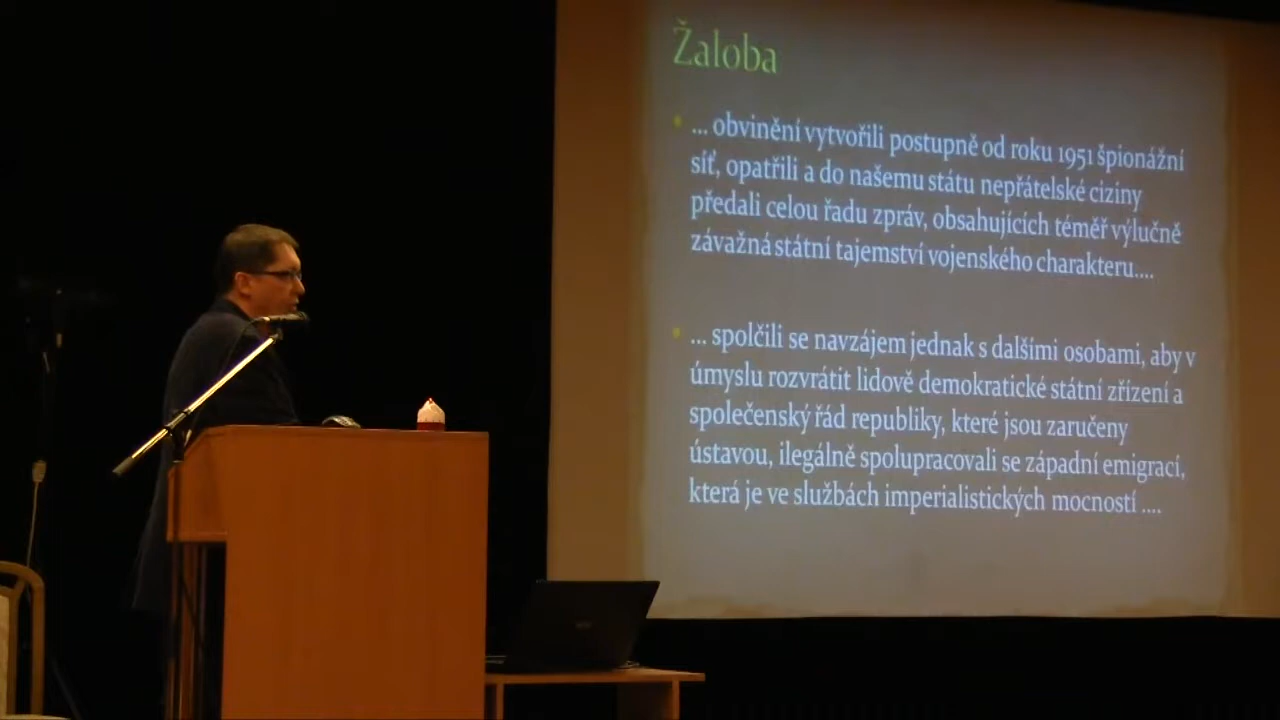 Žaloba
... obvinění vytvořili postupně od roku 1951 špionážní
síť, opatřili a do našemu státu nepřátelské ciziny
předali celou řadu zpráv, obsahujících téměř výlučně
závažná státní tajemství vojenského charakteru....
... spolčili se navzájem jednak s dalšími osobami, aby v
úmyslu rozvrátit lidově demokratické státní zřízení a
společenský řád republiky, které jsou zaručeny
ústavou, ilegálně spolupracovali se západní emigrací,
která je ve službách imperialistických mocností ....